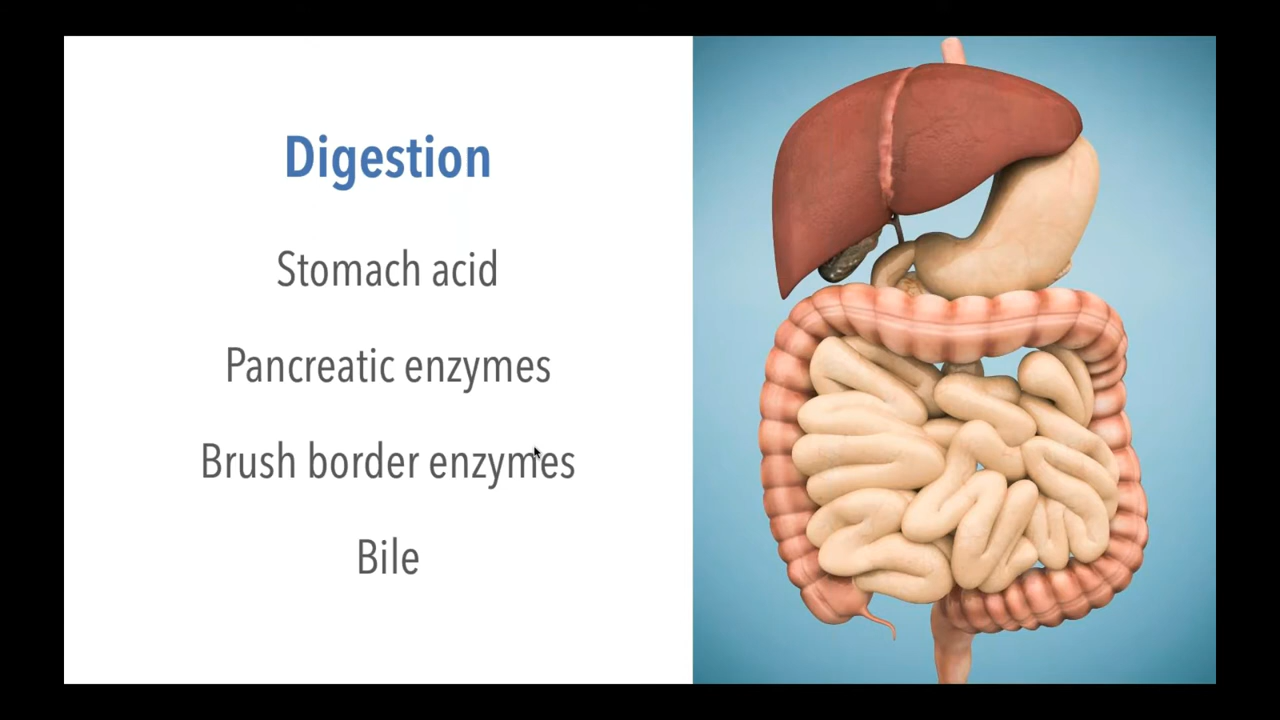 Digestion
Stomach acid
Pancreatic enzymes
Brush border enzymes
Bile